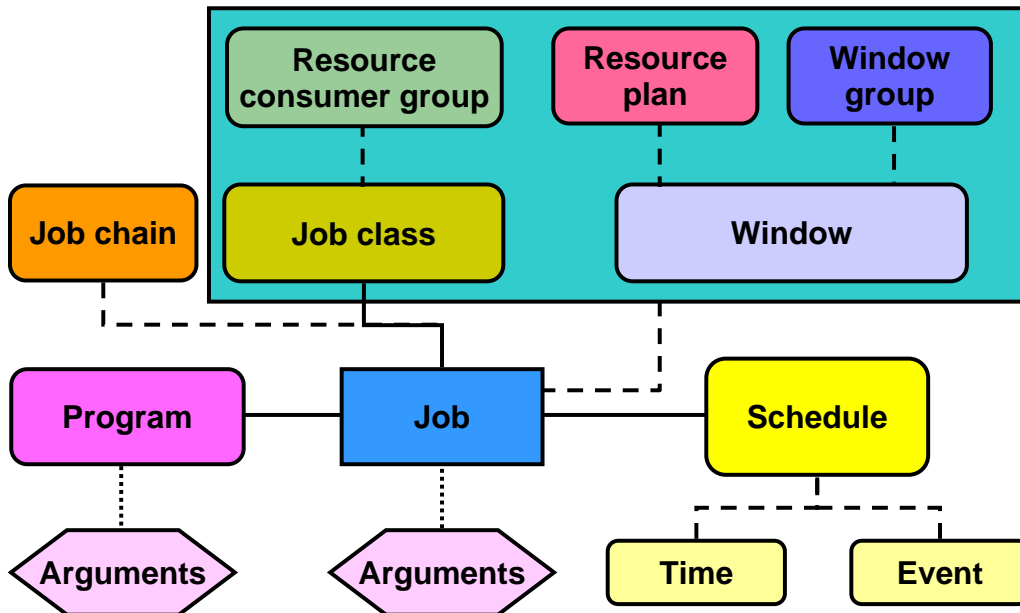 Resource
consumer group
Resource
plan
Window
group
Job chain
Job class
Window
Program
Job
Schedule
Arguments
Arguments
Time
Event